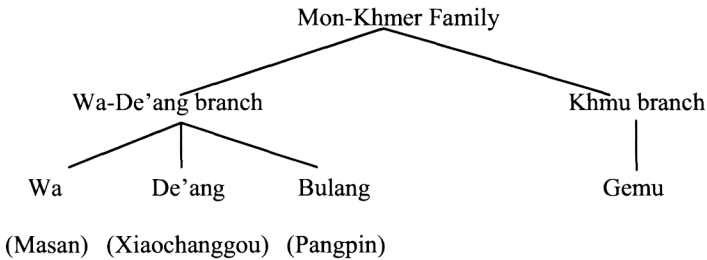 Mon-Khmer Family
Wa-De’ang branch Khmu branch
Wa De’ang Bulang Gemu
(Masan) (Xiaochanggou) (Pangpin)